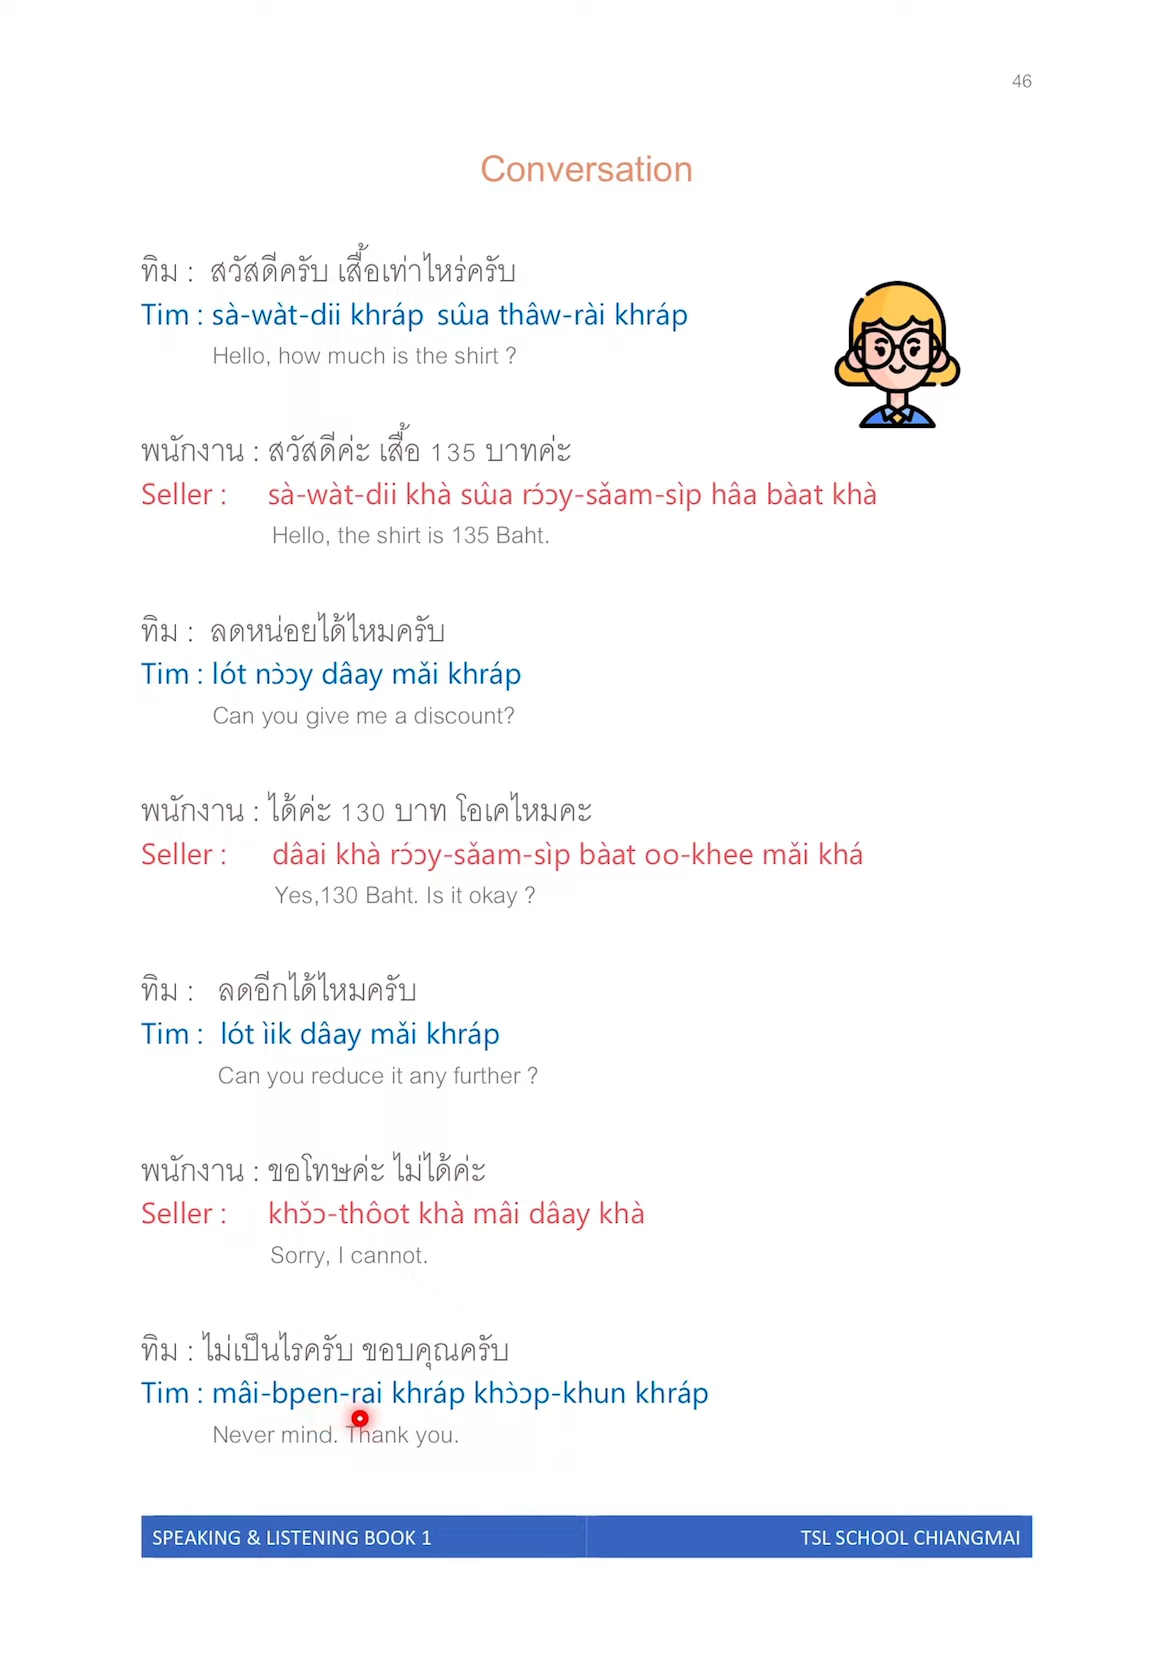 46
Conversation
ทิม : สวัสดีครับ เสื้อเท่าไหร่ครับ
Tim : sà-wàt-dii khráp sʉ̂a thâw-rài khráp
Hello, how much is the shirt ?
พนักงาน : สวัสดีค่ะ เสื้อ 135 บาทค่ะ
Seller : sà-wàt-dii khà sʉ̂a rɔ́ɔy-sǎam-sìp hâa bàat khà
Hello, the shirt is 135 Baht.
ทิม : ลดหน่อยได้ไหมครับ
Tim : lót nɔ̀ɔy dâay mǎi khráp
Can you give me a discount?
พนักงาน : ได้ค่ะ 130 บาท โอเคไหมคะ
Seller : dâai khà rɔ́ɔy-sǎam-sìp bàat oo-khee mǎi khá
Yes,130 Baht. Is it okay ?
ทิม : ลดอีกได้ไหมครับ
Tim : lót ìik dâay mǎi khráp
Can you reduce it any further ?
พนักงาน : ขอโทษค่ะ ไม่ได้ค่ะ
Seller : khɔ̌ɔ-thôot khà mâi dâay khà
Sorry, I cannot.
ทิม : ไม่เป็นไรครับ ขอบคุณครับ
Tim : mâi-bpen-rai khráp khɔ̀ɔp-khun khráp
Never mind. Thank you.
SPEAKING & LISTENING BOOK 1 TSL SCHOOL CHIANGMAI